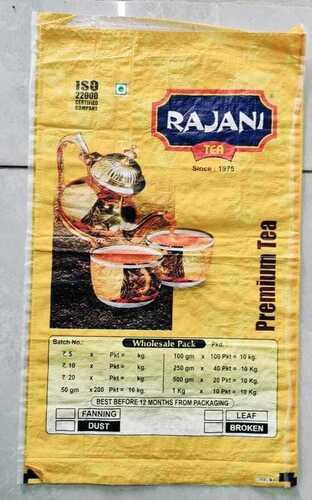 ISO
22000
CERTIFIED
COMPANY
RAJANI
TEA
Since : 1975
Premium Tea
Batch No.: Wholesale Pack Pkd.
₹. 5 x Pkt = kg. 100 gm x 100 Pkt = 10 Kg.
₹. 10 x Pkt = kg. 250 gm x 40 Pkt = 10 Kg.
₹. 20 x Pkt = kg. 500 gm x 20 Pkt = 10 Kg.
50 gm x 200 Pkt = 10 kg. 1 Kg x 10 Pkt = 10 Kg.
BEST BEFORE 12 MONTHS FROM PACKAGING
FANNING LEAF
DUST BROKEN